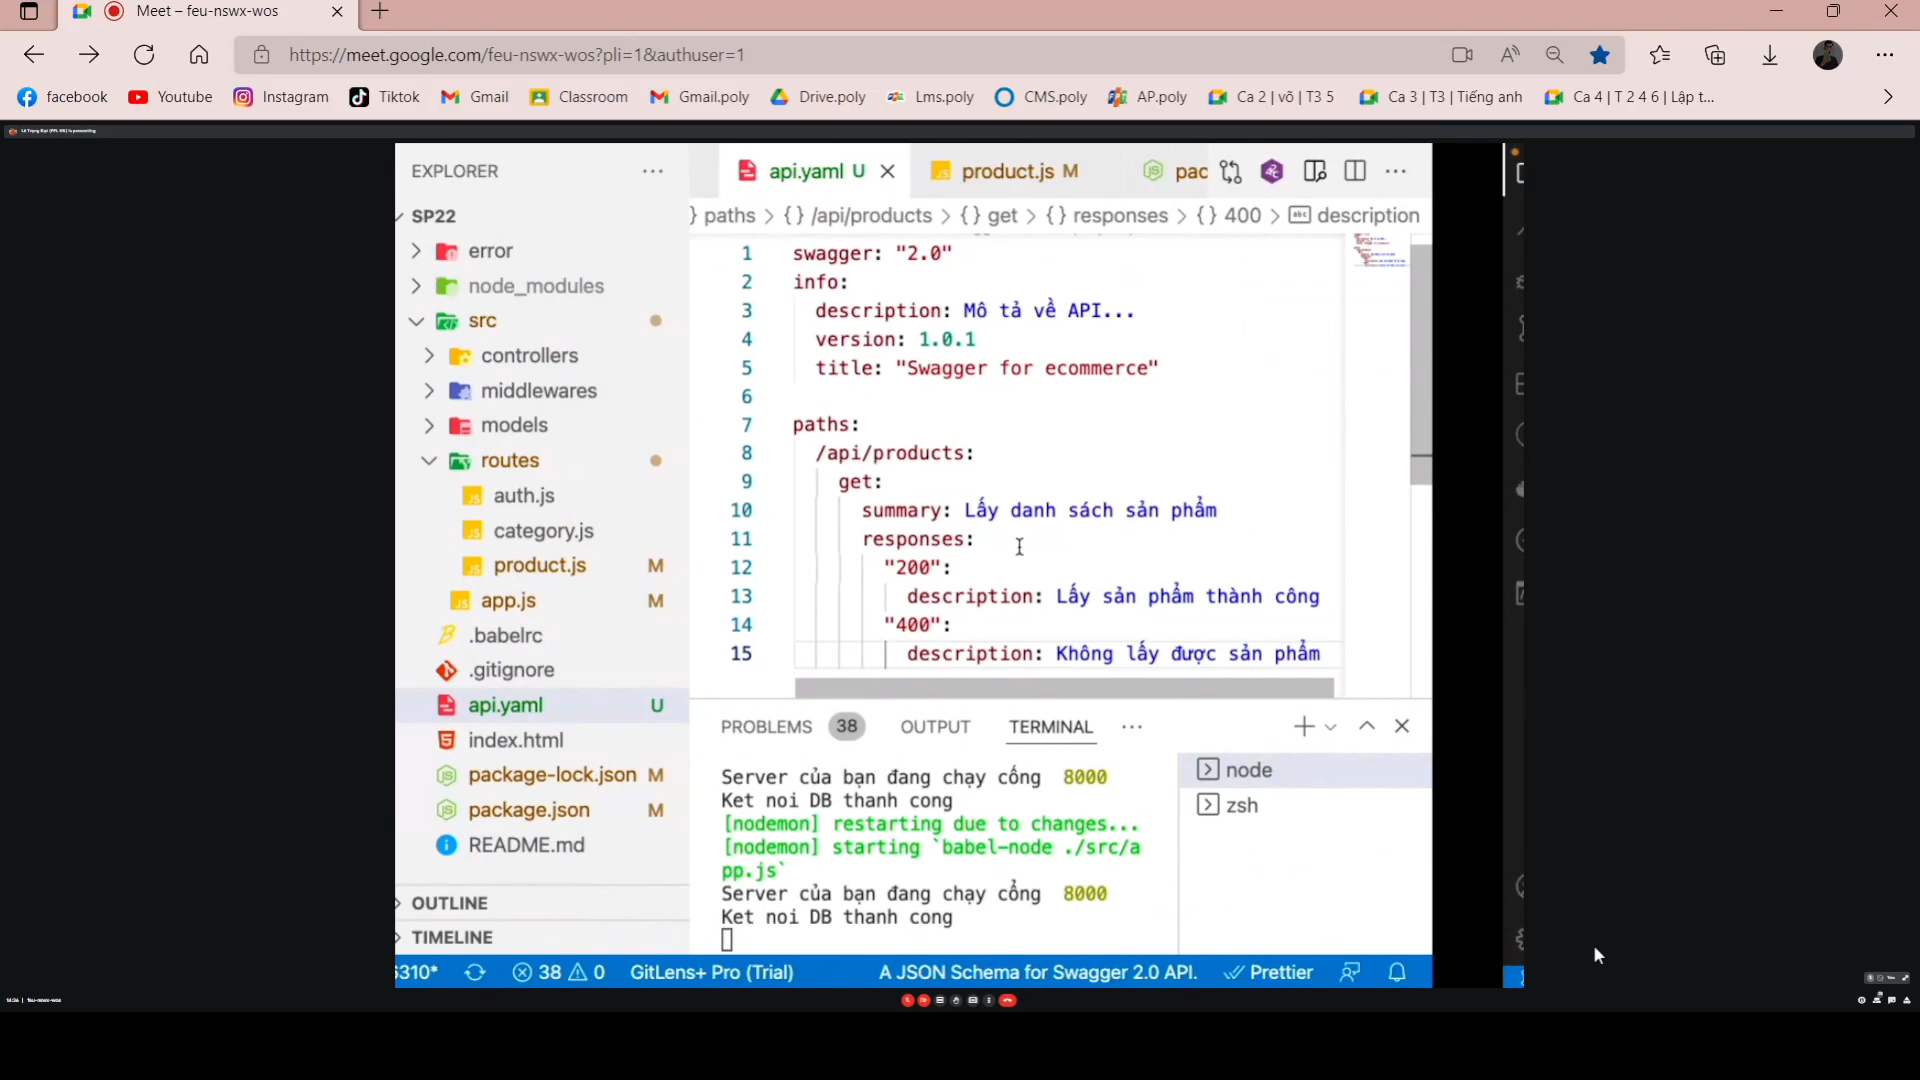 Meet – feu-nswx-wos
https://meet.google.com/feu-nswx-wos?pli=1&authuser=1
facebook
Youtube
Instagram
Tiktok
Gmail
Classroom
Gmail.poly
Drive.poly
Lms.poly
CMS.poly
AP.poly
Ca 2 | võ | T3 5
Ca 3 | T3 | Tiếng anh
Ca 4 | T 2 4 6 | Lập t...
EXPLORER
SP22
error
node_modules
src
controllers
middlewares
models
routes
auth.js
category.js
product.js M
app.js M
.babelrc
.gitignore
api.yaml U
index.html
package-lock.json M
package.json M
README.md
OUTLINE
TIMELINE
api.yaml U
product.js M
pac
} paths > {} /api/products > {} get > {} responses > {} 400 > abc description
1 swagger: "2.0"
2 info:
3 description: Mô tả về API...
4 version: 1.0.1
5 title: "Swagger for ecommerce"
6
7 paths:
8 /api/products:
9 get:
10 summary: Lấy danh sách sản phẩm
11 responses:
12 "200":
13 description: Lấy sản phẩm thành công
14 "400":
15 description: Không lấy được sản phẩm
PROBLEMS 38 OUTPUT TERMINAL ...
Server của bạn đang chạy cổng 8000
Ket noi DB thanh cong
[nodemon] restarting due to changes...
[nodemon] starting `babel-node ./src/a
pp.js`
Server của bạn đang chạy cổng 8000
Ket noi DB thanh cong
node
zsh
6310* 38 0 GitLens+ Pro (Trial) A JSON Schema for Swagger 2.0 API. Prettier
feu-nswx-wos